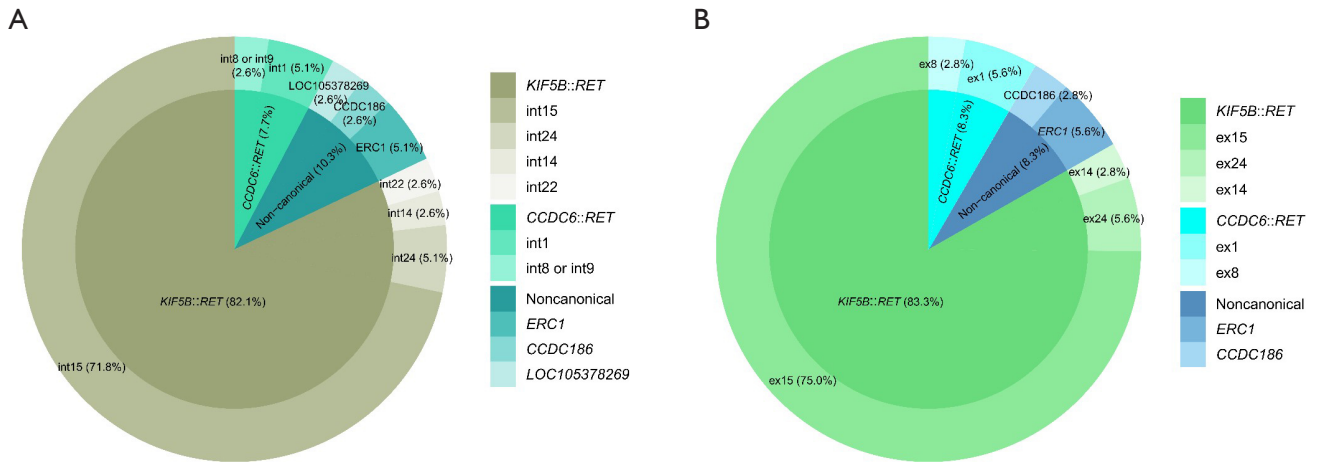 A
int8 or int9
(2.6%)
int1 (5.1%)
LOC105378269
(2.6%)
CCDC186
(2.6%)
ERC1 (5.1%)
int22 (2.6%)
int14 (2.6%)
int24 (5.1%)
CCDC6::RET (7.7%)
Non-canonical (10.3%)
KIF5B::RET (82.1%)
int15 (71.8%)
KIF5B::RET
int15
int24
int14
int22
CCDC6::RET
int1
int8 or int9
Noncanonical
ERC1
CCDC186
LOC105378269
B
ex8 (2.8%)
ex1 (5.6%)
CCDC186 (2.8%)
ERC1 (5.6%)
ex14 (2.8%)
ex24 (5.6%)
CCDC6::RET (8.3%)
Non-canonical (8.3%)
KIF5B::RET (83.3%)
ex15 (75.0%)
KIF5B::RET
ex15
ex24
ex14
CCDC6::RET
ex1
ex8
Noncanonical
ERC1
CCDC186